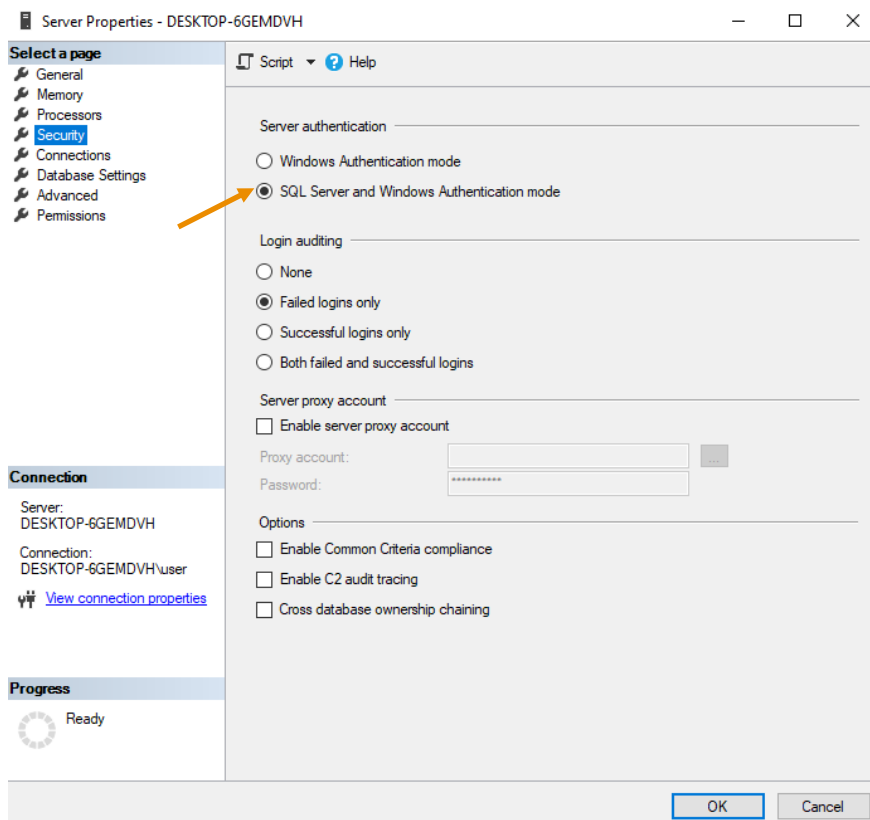 Server Properties - DESKTOP-6GEMDVH
Select a page
General
Memory
Processors
Security
Connections
Database Settings
Advanced
Permissions
Connection
Server:
DESKTOP-6GEMDVH
Connection:
DESKTOP-6GEMDVH\user
View connection properties
Progress
Ready
Script
Help
Server authentication
Windows Authentication mode
SQL Server and Windows Authentication mode
Login auditing
None
Failed logins only
Successful logins only
Both failed and successful logins
Server proxy account
Enable server proxy account
Proxy account:
...
Password: **********
Options
Enable Common Criteria compliance
Enable C2 audit tracing
Cross database ownership chaining
OK
Cancel